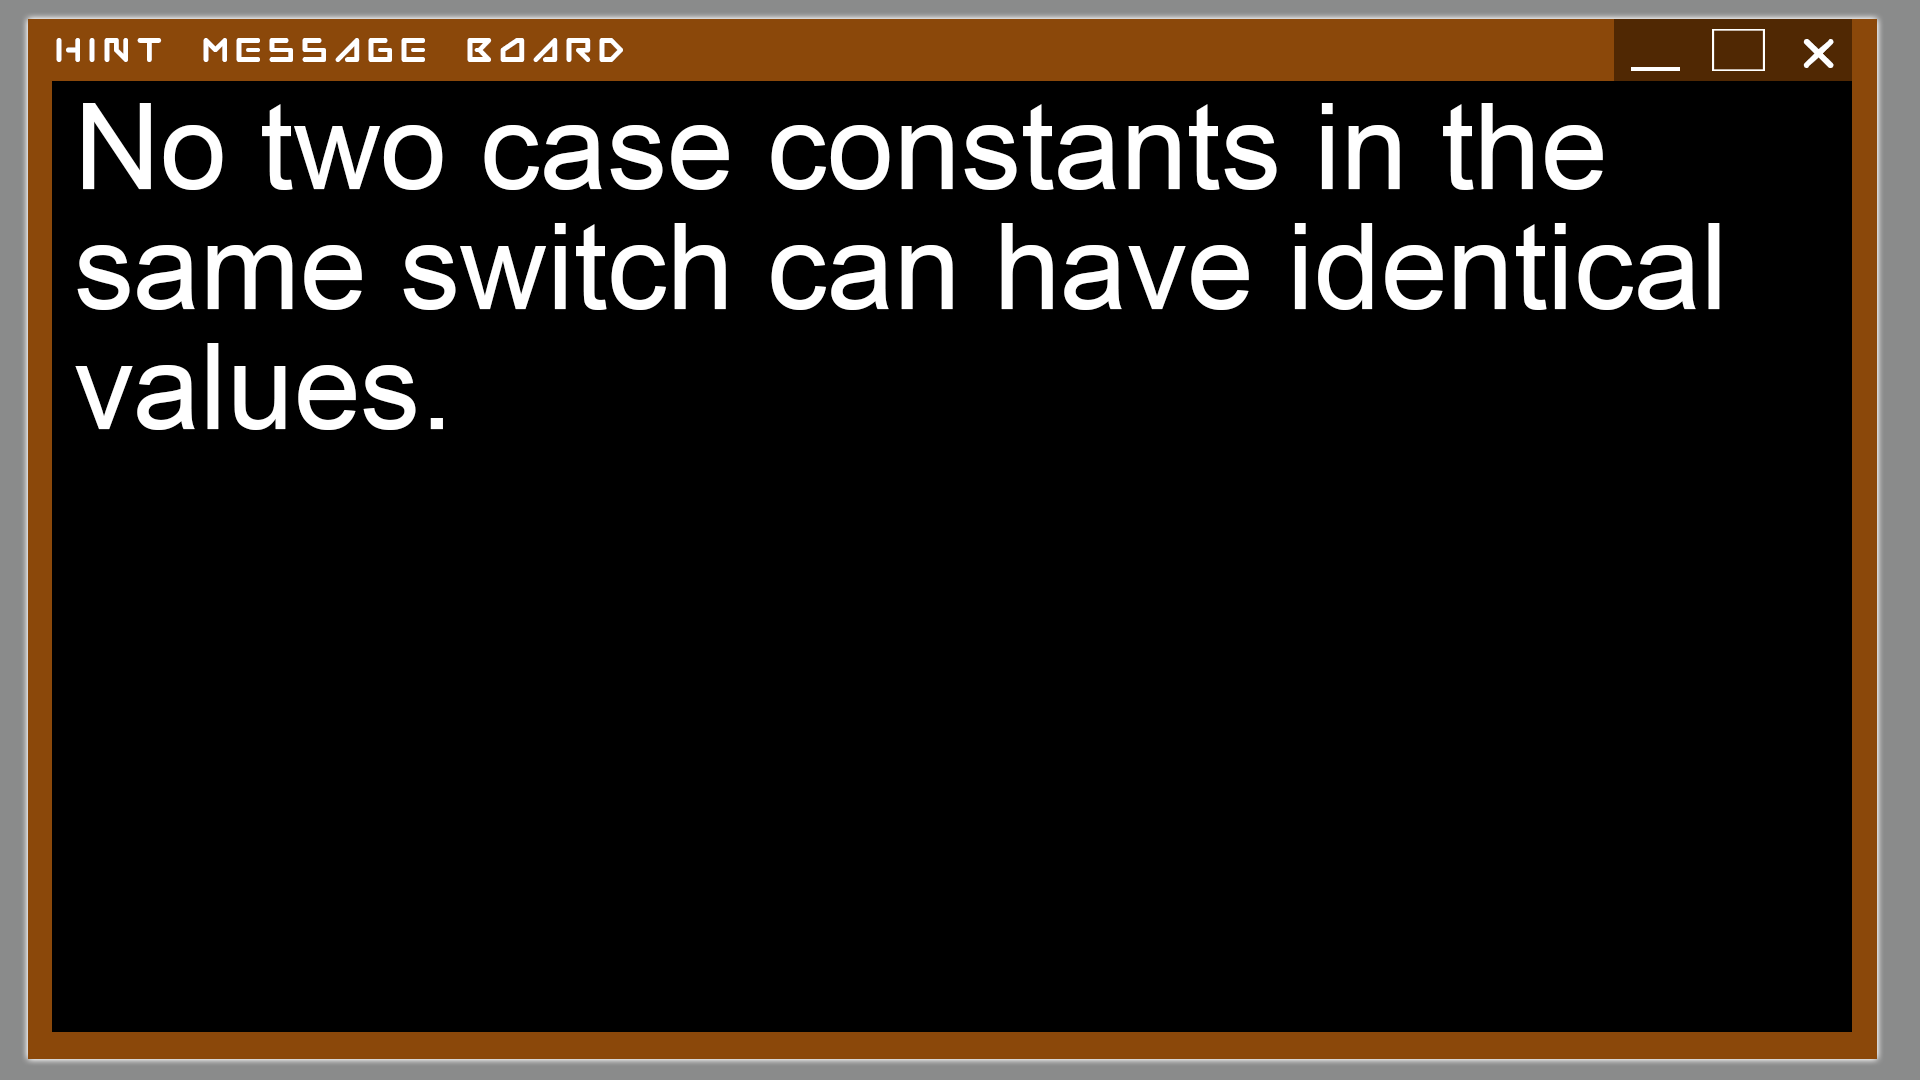 HINT MESSAGE BOARD
No two case constants in the
same switch can have identical
values.